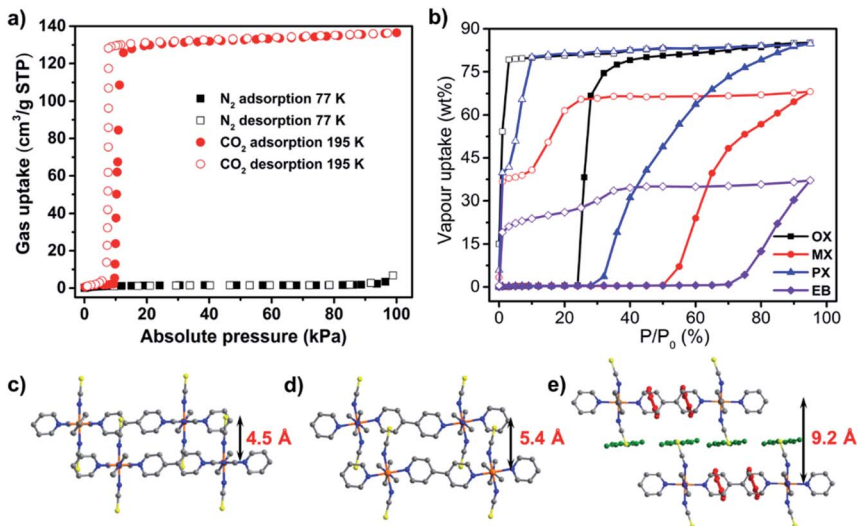 a)
Gas uptake (cm³/g STP)
140
120
100
80
60
40
20
0
N₂ adsorption 77 K
N₂ desorption 77 K
CO₂ adsorption 195 K
CO₂ desorption 195 K
0 20 40 60 80 100
Absolute pressure (kPa)
b)
Vapour uptake (wt%)
90
75
60
45
30
15
0
OX
MX
PX
EB
0 20 40 60 80 100
P/P₀ (%)
c)
4.5 Å
d)
5.4 Å
e)
9.2 Å